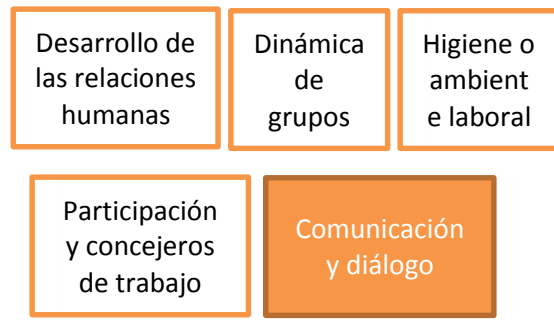 Desarrollo de
las relaciones
humanas
Dinámica
de
grupos
Higiene o
ambient
e laboral
Participación
y concejeros
de trabajo
Comunicación
y diálogo